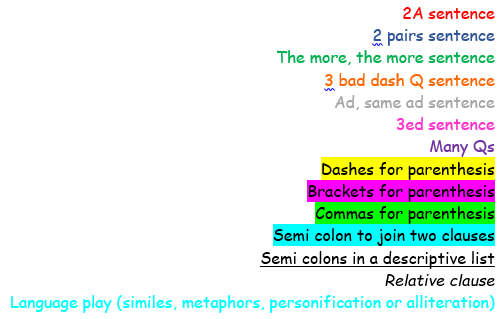 2A sentence
2 pairs sentence
The more, the more sentence
3 bad dash Q sentence
Ad, same ad sentence
3ed sentence
Many Qs
Dashes for parenthesis
Brackets for parenthesis
Commas for parenthesis
Semi colon to join two clauses
Semi colons in a descriptive list
Relative clause
Language play (similes, metaphors, personification or alliteration)